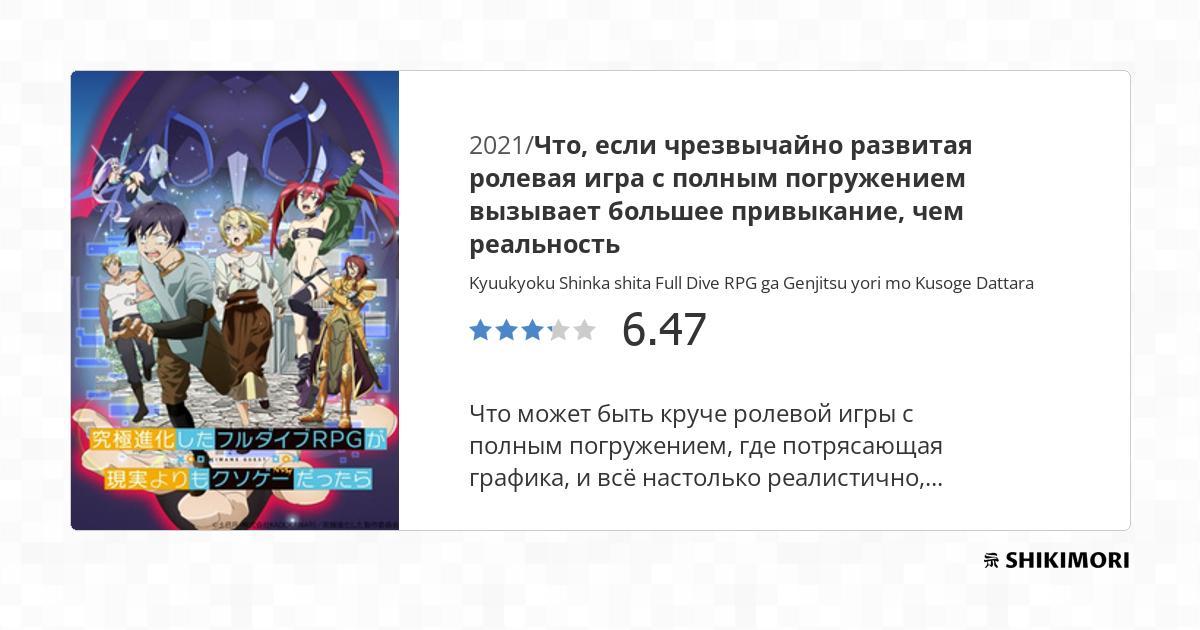 2021/Что, если чрезвычайно развитая
ролевая игра с полным погружением
вызывает большее привыкание, чем
реальность
Kyuukyoku Shinka shita Full Dive RPG ga Genjitsu yori mo Kusoge Dattara
6.47
Что может быть круче ролевой игры с
полным погружением, где потрясающая
графика, и всё настолько реалистично,...
究極進化したフルダイブRPGが
現実よりもクソゲーだったら
SHIKIMORI